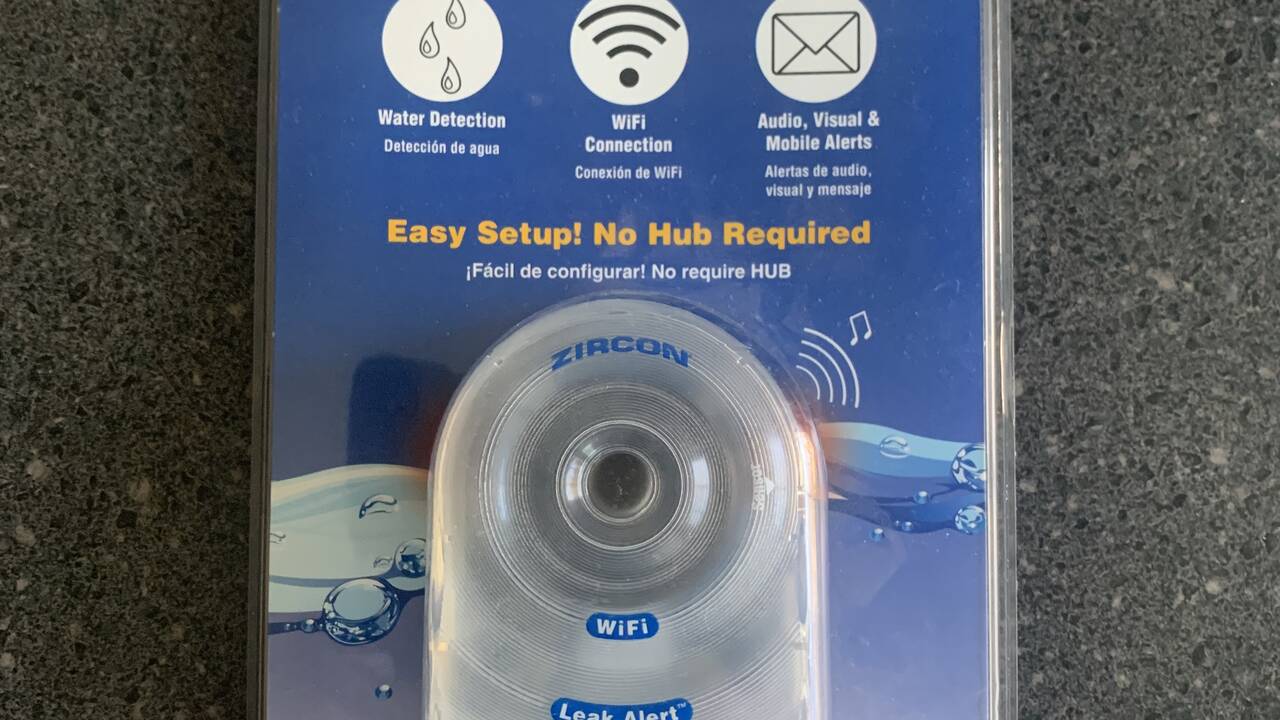 Water Detection
Detección de agua
WiFi
Connection
Conexión de WiFi
Audio, Visual &
Mobile Alerts
Alertas de audio,
visual y mensaje
Easy Setup! No Hub Required
¡Fácil de configurar! No require HUB
ZIRCON
Sensor
WiFi
Leak Alert™